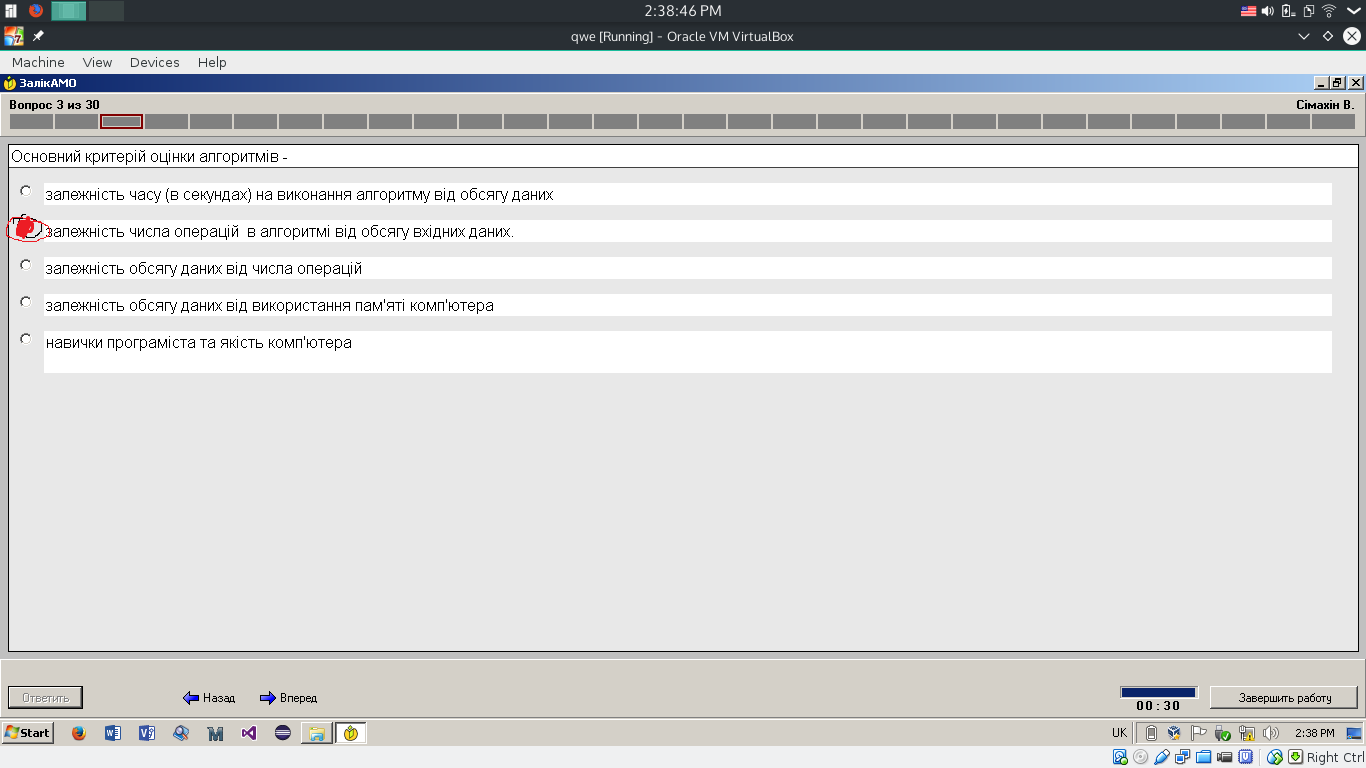 2:38:46 PM
qwe [Running] - Oracle VM VirtualBox
Machine View Devices Help
ЗалікАМО
Вопрос 3 из 30
Сімахін В.
Основний критерій оцінки алгоритмів -
залежність часу (в секундах) на виконання алгоритму від обсягу даних
залежність числа операцій в алгоритмі від обсягу вхідних даних.
залежність обсягу даних від числа операцій
залежність обсягу даних від використання пам'яті комп'ютера
навички програміста та якість комп'ютера
Ответить
Назад
Вперед
00:30
Завершить работу
Start
UK
2:38 PM
Right Ctrl